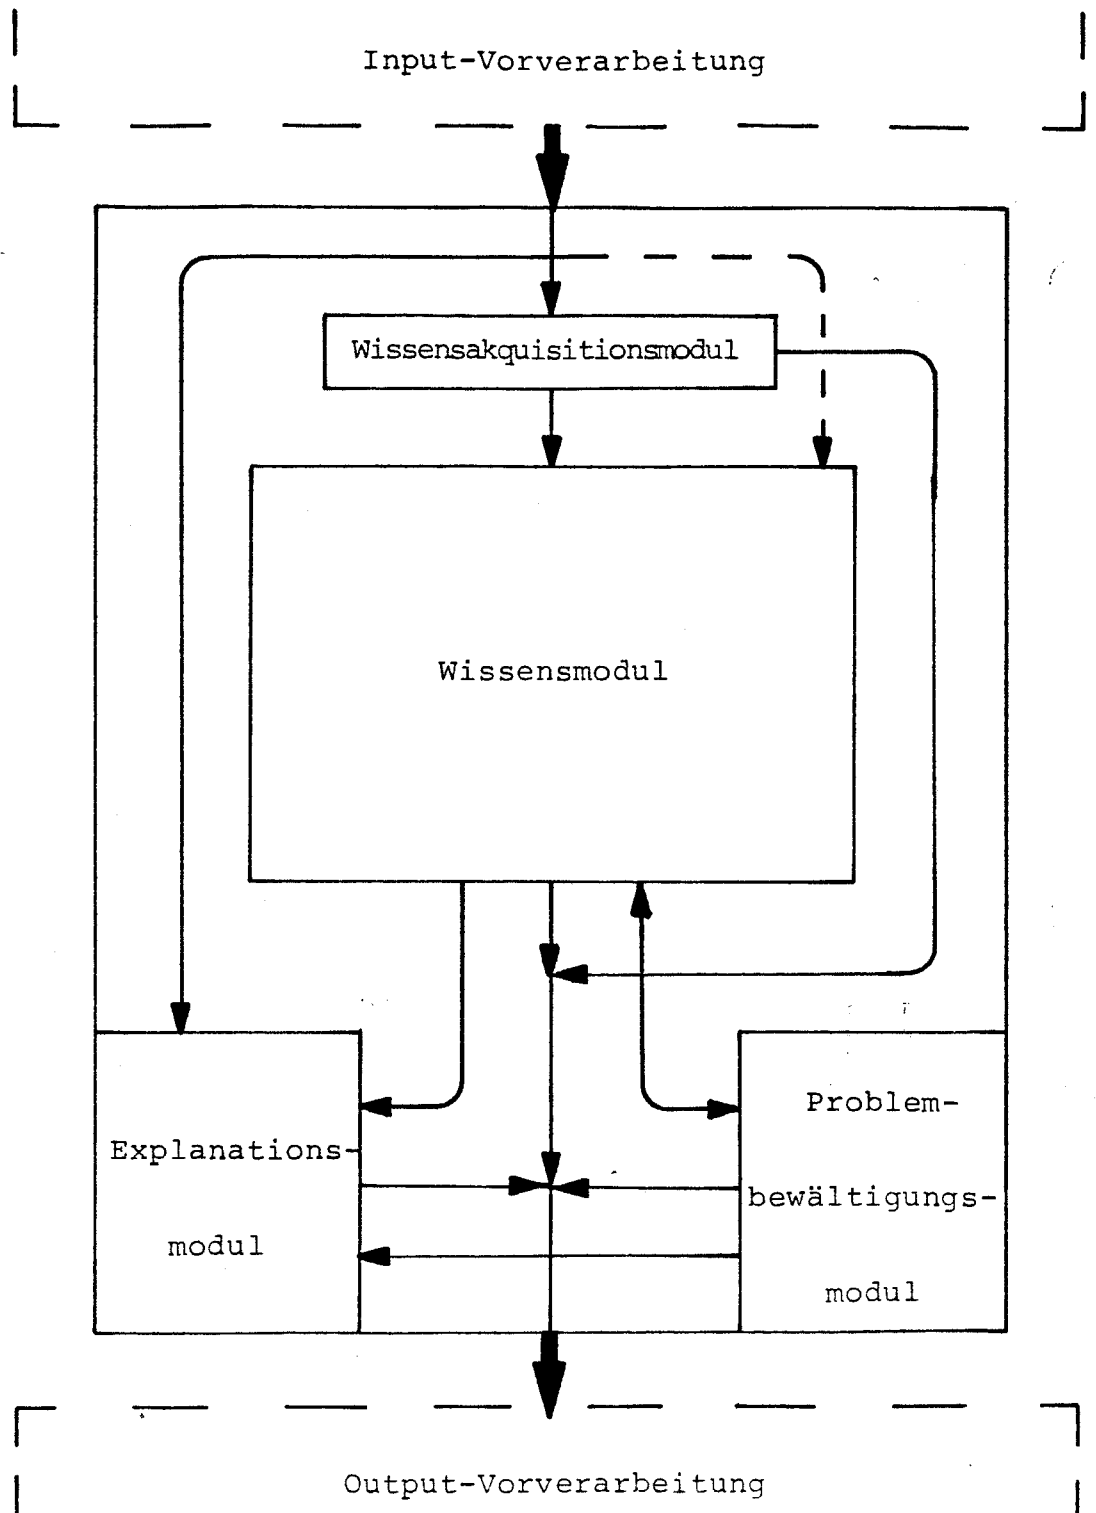 Input-Vorverarbeitung
Wissensakquisitionsmodul
Wissensmodul
Explanations-
modul
Problem-
bewältigungs-
modul
Output-Vorverarbeitung